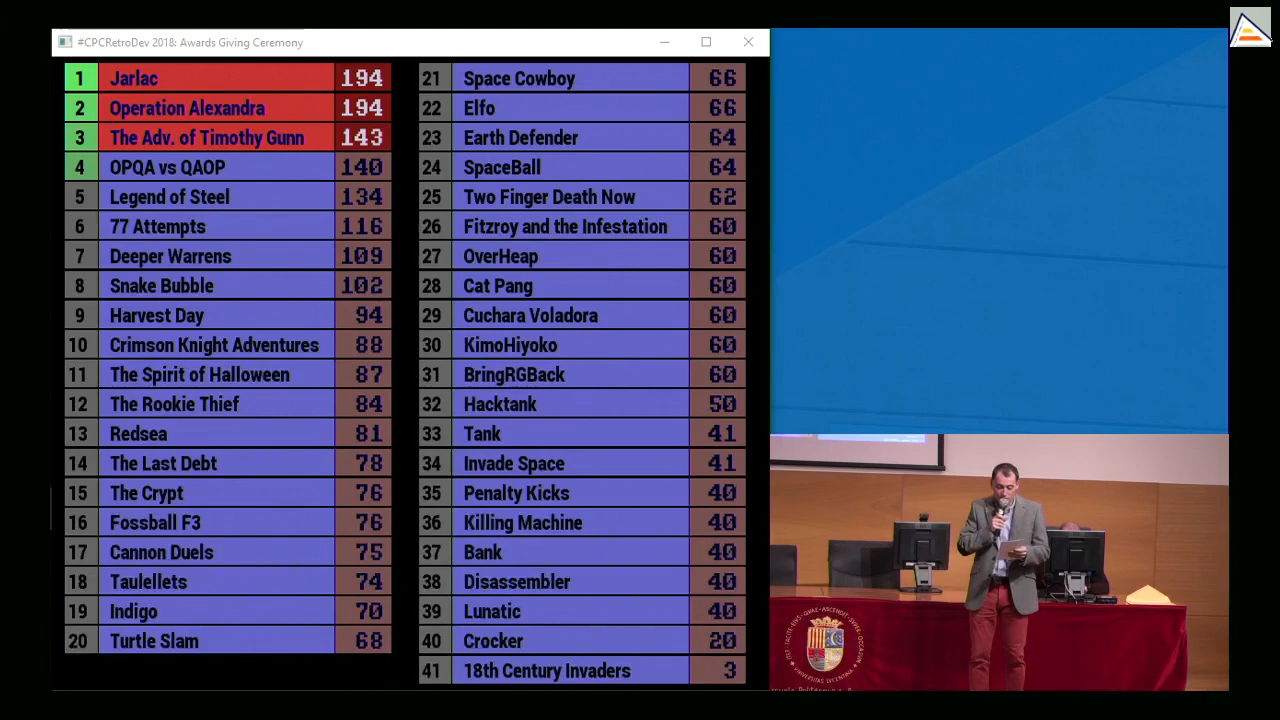 #CPCRetroDev 2018: Awards Giving Ceremony
1 Jarlac 194
2 Operation Alexandra 194
3 The Adv. of Timothy Gunn 143
4 OPQA vs QAOP 140
5 Legend of Steel 134
6 77 Attempts 116
7 Deeper Warrens 109
8 Snake Bubble 102
9 Harvest Day 94
10 Crimson Knight Adventures 88
11 The Spirit of Halloween 87
12 The Rookie Thief 84
13 Redsea 81
14 The Last Debt 78
15 The Crypt 76
16 Fossball F3 76
17 Cannon Duels 75
18 Taulellets 74
19 Indigo 70
20 Turtle Slam 68
21 Space Cowboy 66
22 Elfo 66
23 Earth Defender 64
24 SpaceBall 64
25 Two Finger Death Now 62
26 Fitzroy and the Infestation 60
27 OverHeap 60
28 Cat Pang 60
29 Cuchara Voladora 60
30 KimoHiyoko 60
31 BringRGBack 60
32 Hacktank 50
33 Tank 41
34 Invade Space 41
35 Penalty Kicks 40
36 Killing Machine 40
37 Bank 40
38 Disassembler 40
39 Lunatic 40
40 Crocker 20
41 18th Century Invaders 3